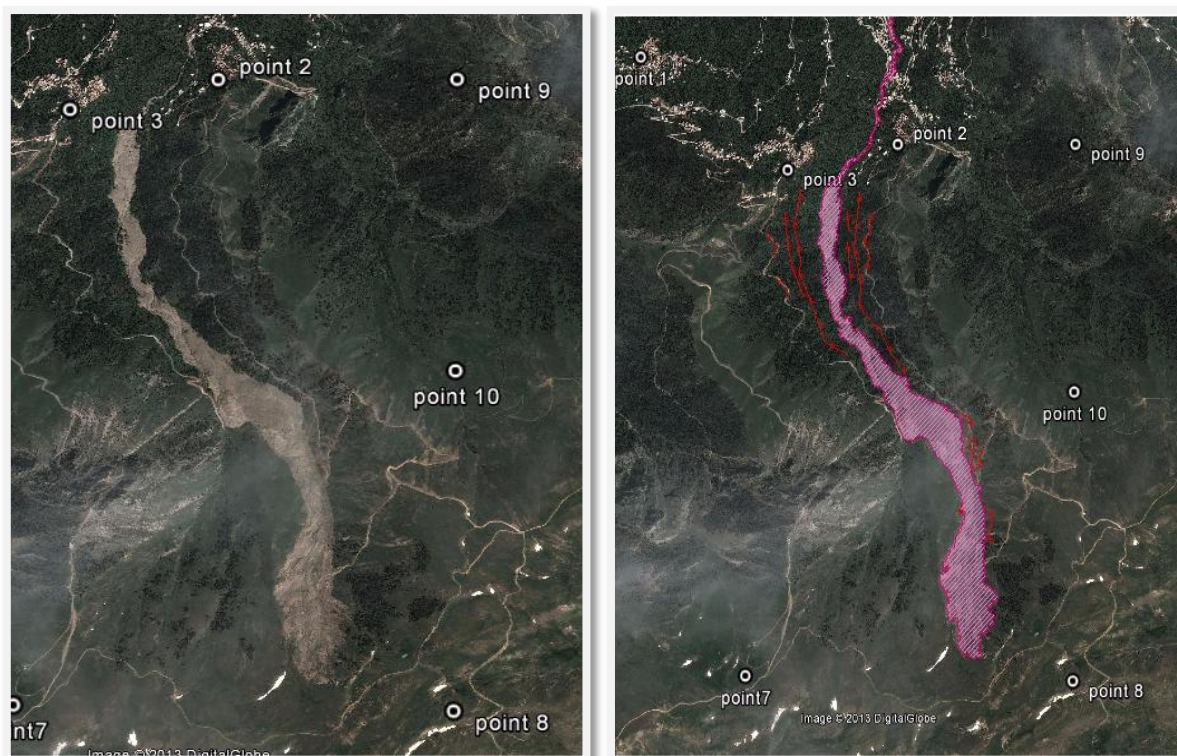 point 2
point 9
point 3
point 10
point 8
nt7
Image © 2013 DigitalGlobe
point 1
point 2
point 9
point 3
point 10
point7
point 8
Image © 2013 DigitalGlobe